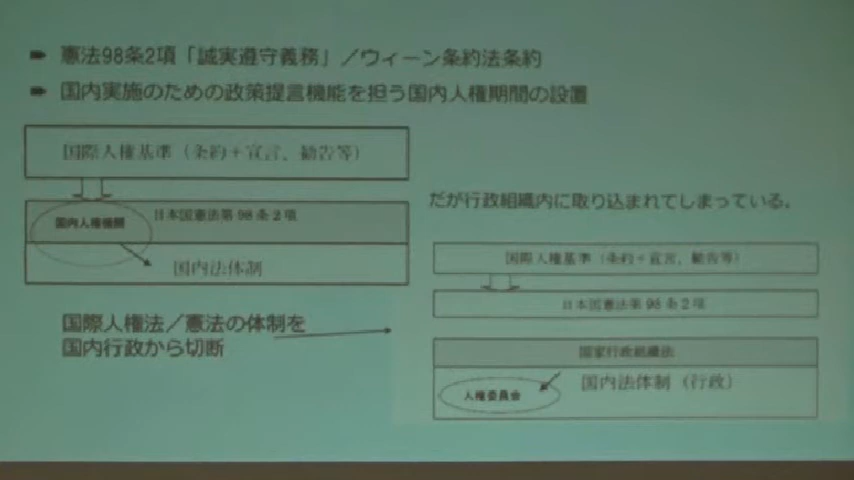 憲法98条2項「誠実遵守義務」／ウィーン条約法条約
国内実施のための政策提言機能を担う国内人権期間の設置
国際人権基準（条約＋宣言、勧告等）
国内人権機関
日本国憲法第98条2項
国内法体制
国際人権法／憲法の体制を
国内行政から切断
だが行政組織内に取り込まれてしまっている。
国際人権基準（条約＋宣言、勧告等）
日本国憲法第98条2項
国家行政組織法
国内法体制（行政）
人権委員会